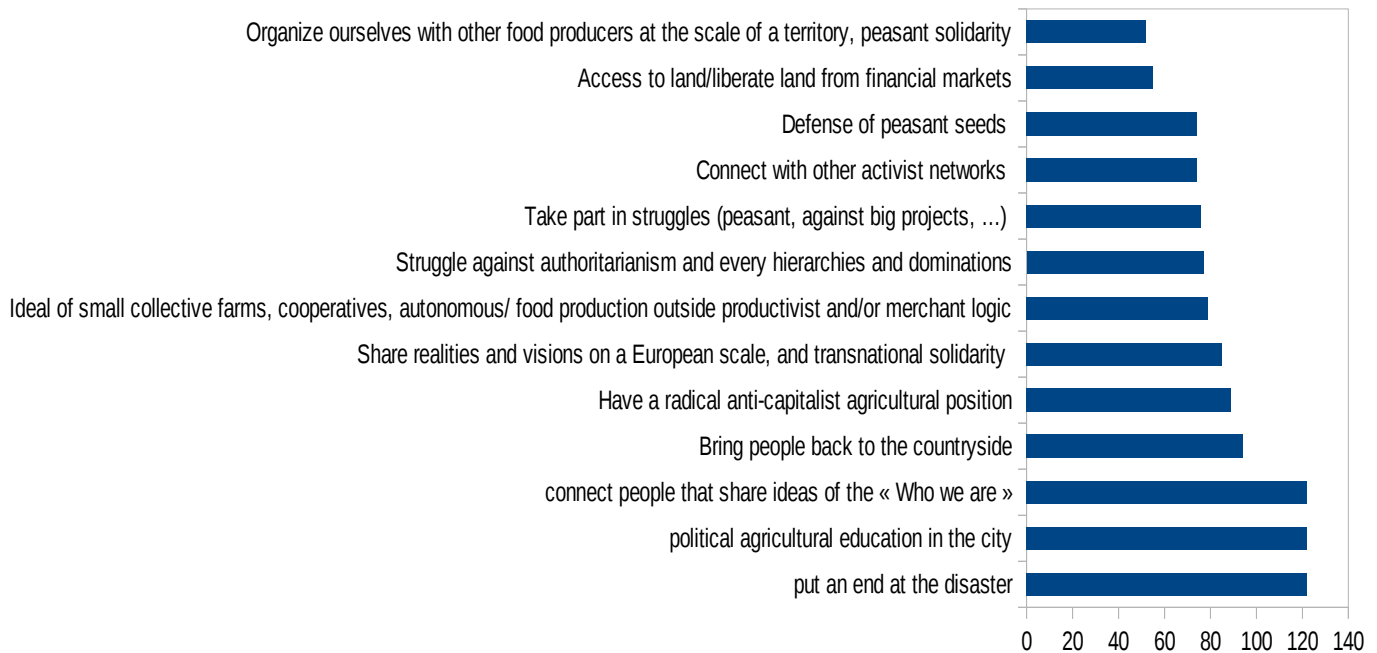 Organize ourselves with other food producers at the scale of a territory, peasant solidarity
Access to land/liberate land from financial markets
Defense of peasant seeds
Connect with other activist networks
Take part in struggles (peasant, against big projects, …)
Struggle against authoritarianism and every hierarchies and dominations
Ideal of small collective farms, cooperatives, autonomous/ food production outside productivist and/or merchant logic
Share realities and visions on a European scale, and transnational solidarity
Have a radical anti-capitalist agricultural position
Bring people back to the countryside
connect people that share ideas of the « Who we are »
political agricultural education in the city
put an end at the disaster
0 20 40 60 80 100 120 140